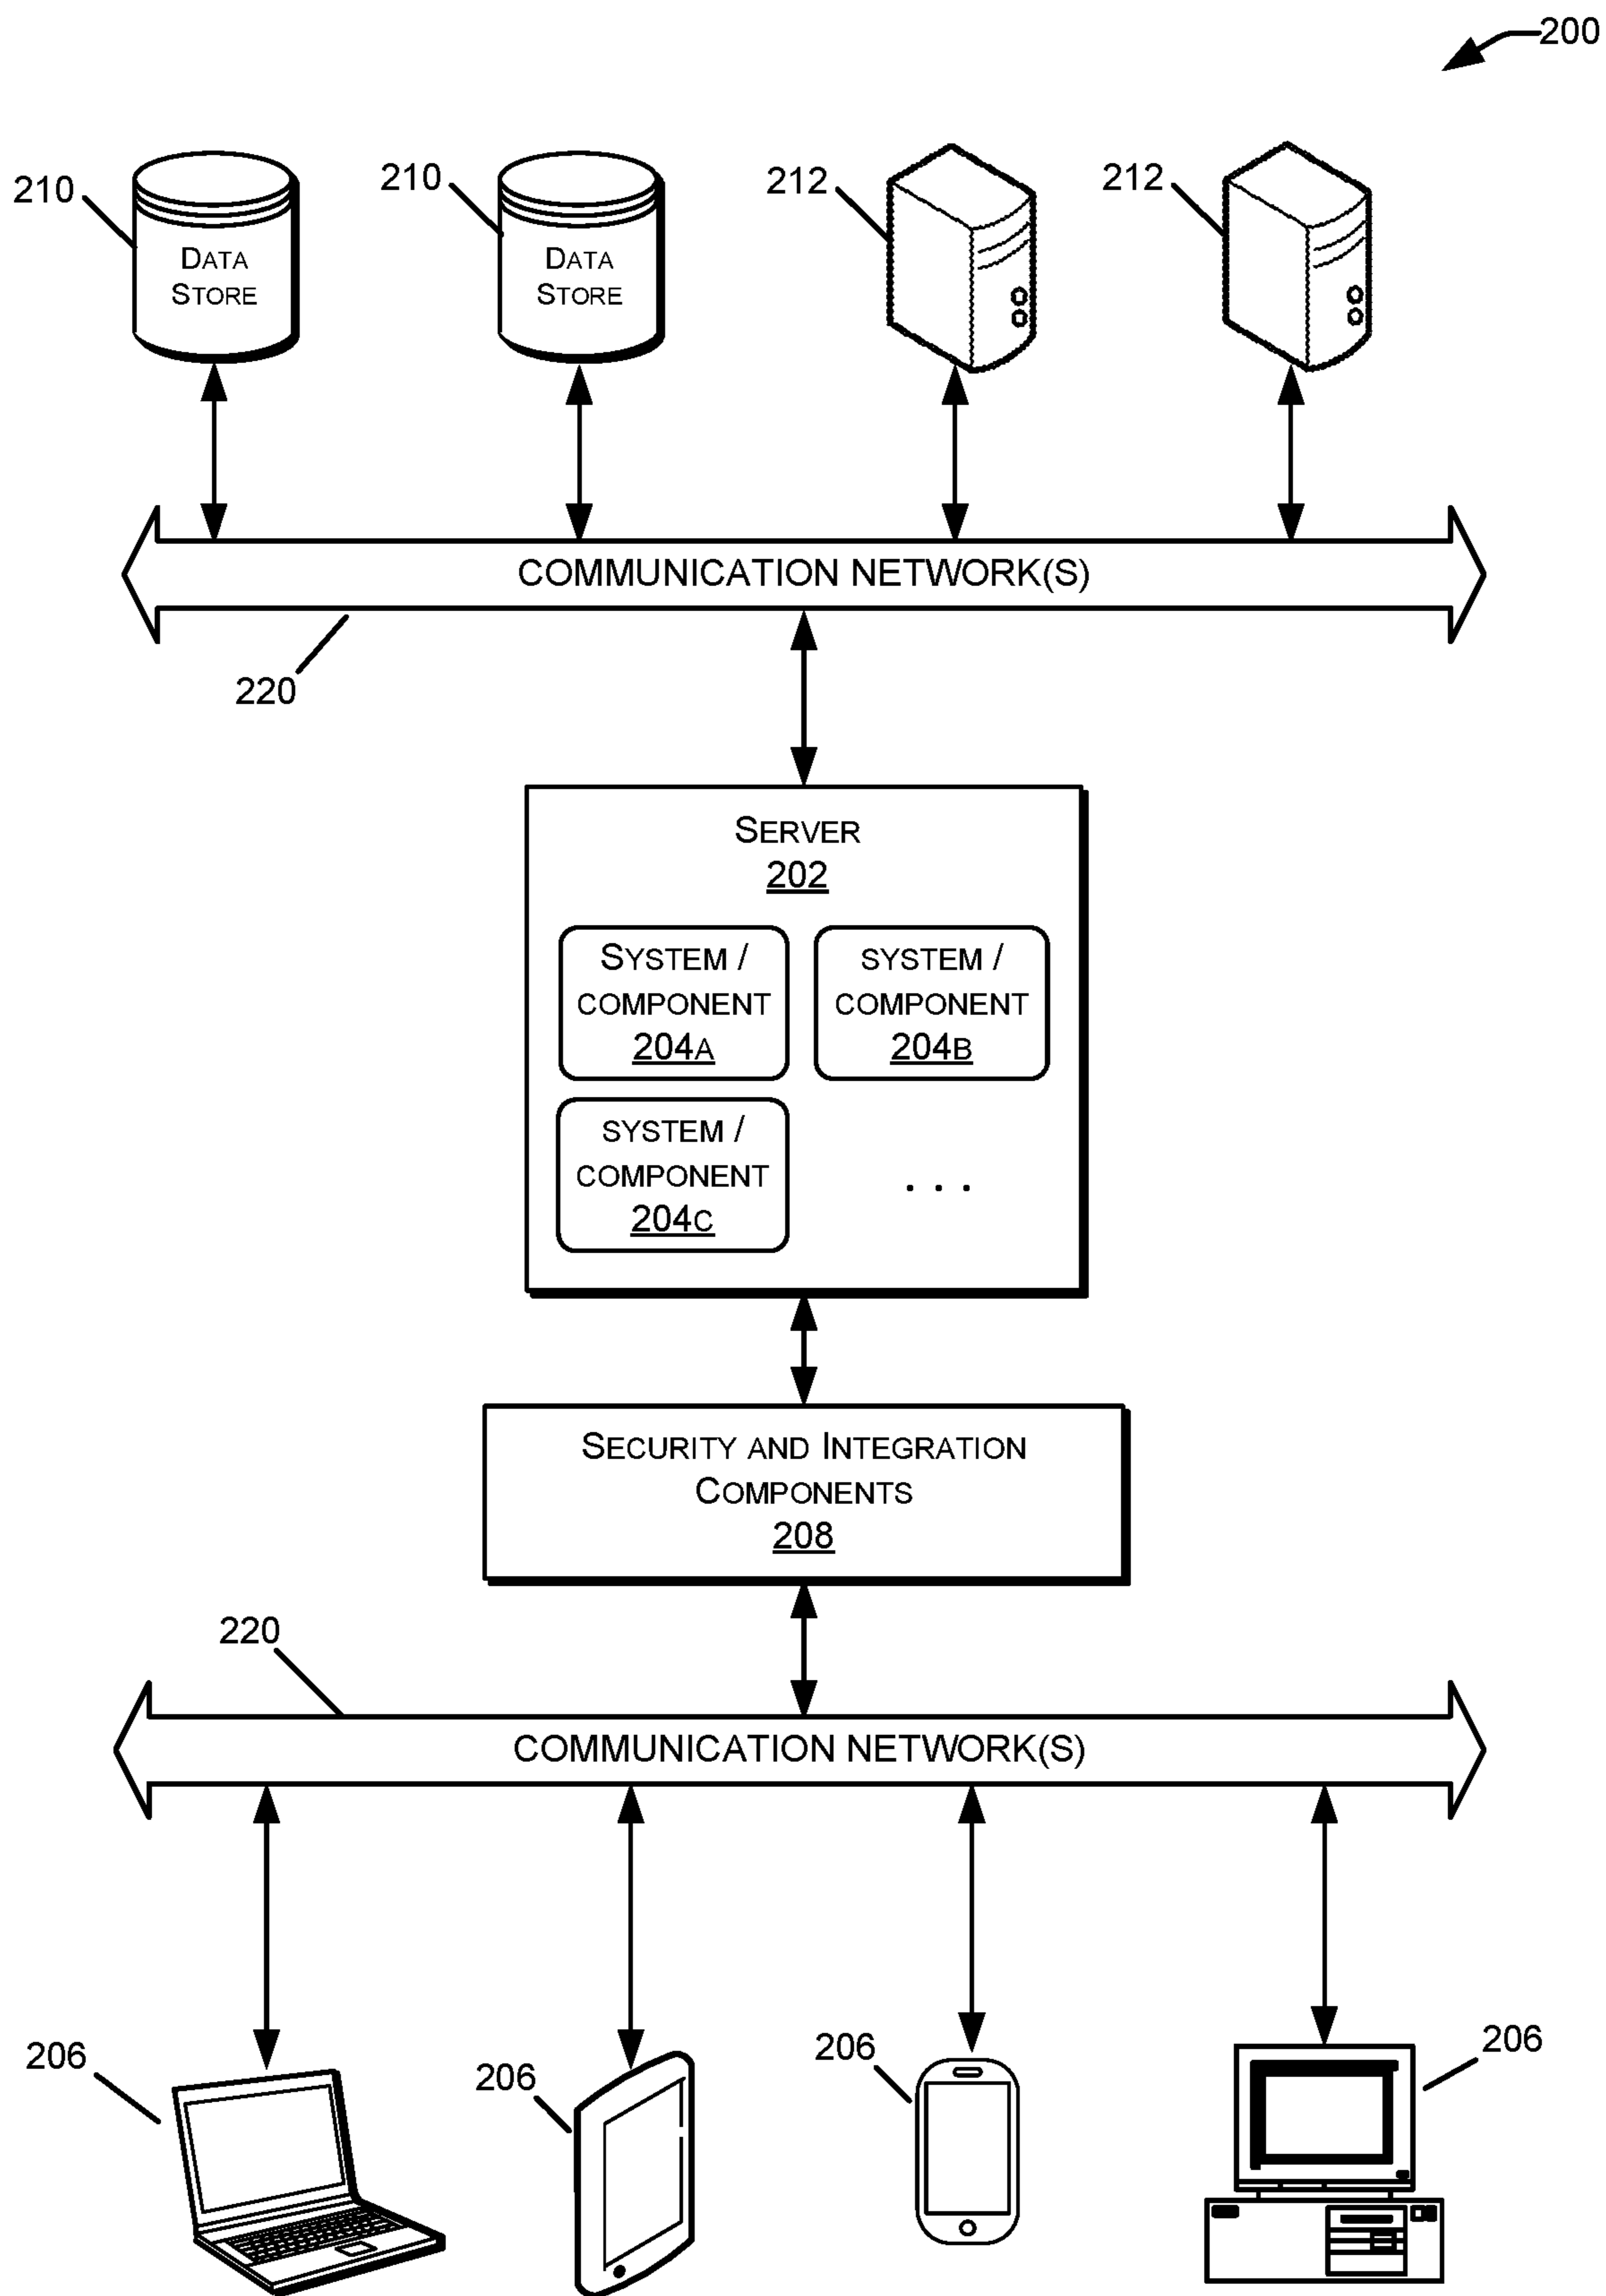 200
210
210
212
212
DATA
STORE
DATA
STORE
COMMUNICATION NETWORK(S)
220
SERVER
202
SYSTEM /
COMPONENT
204A
SYSTEM /
COMPONENT
204B
SYSTEM /
COMPONENT
204C
. . .
SECURITY AND INTEGRATION
COMPONENTS
208
220
COMMUNICATION NETWORK(S)
206
206
206
206